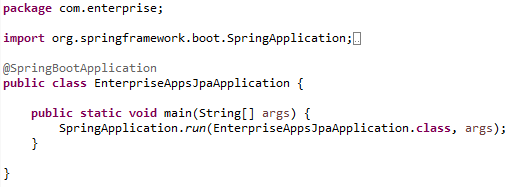 package com.enterprise;
import org.springframework.boot.SpringApplication;
@SpringBootApplication
public class EnterpriseAppsJpaApplication {
public static void main(String[] args) {
SpringApplication.run(EnterpriseAppsJpaApplication.class, args);
}
}